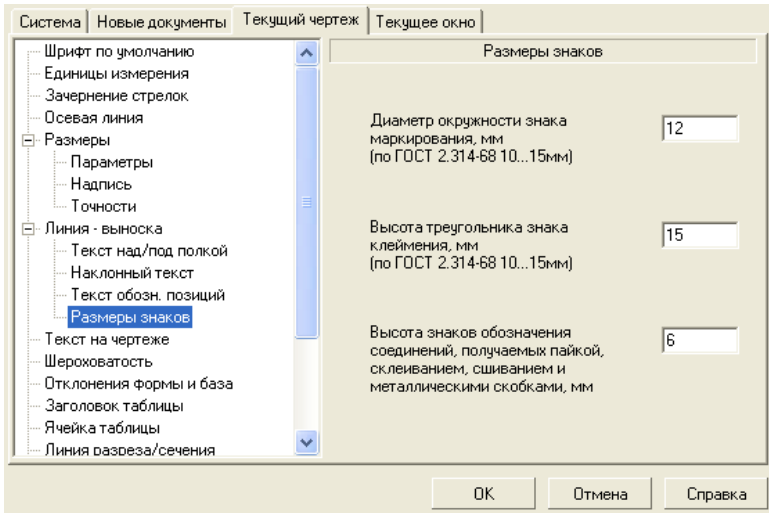 Система
Новые документы
Текущий чертеж
Текущее окно
Шрифт по умолчанию
Единицы измерения
Зачернение стрелок
Осевая линия
Размеры
Параметры
Надпись
Точности
Линия - выноска
Текст над/под полкой
Наклонный текст
Текст обозн. позиций
Размеры знаков
Текст на чертеже
Шероховатость
Отклонения формы и база
Заголовок таблицы
Ячейка таблицы
Линия разреза/сечения
Размеры знаков
Диаметр окружности знака
маркирования, мм
(по ГОСТ 2.314-68 10...15мм)
12
Высота треугольника знака
клеймения, мм
(по ГОСТ 2.314-68 10...15мм)
15
Высота знаков обозначения
соединений, получаемых пайкой,
склеиванием, сшиванием и
металлическими скобками, мм
6
OK
Отмена
Справка